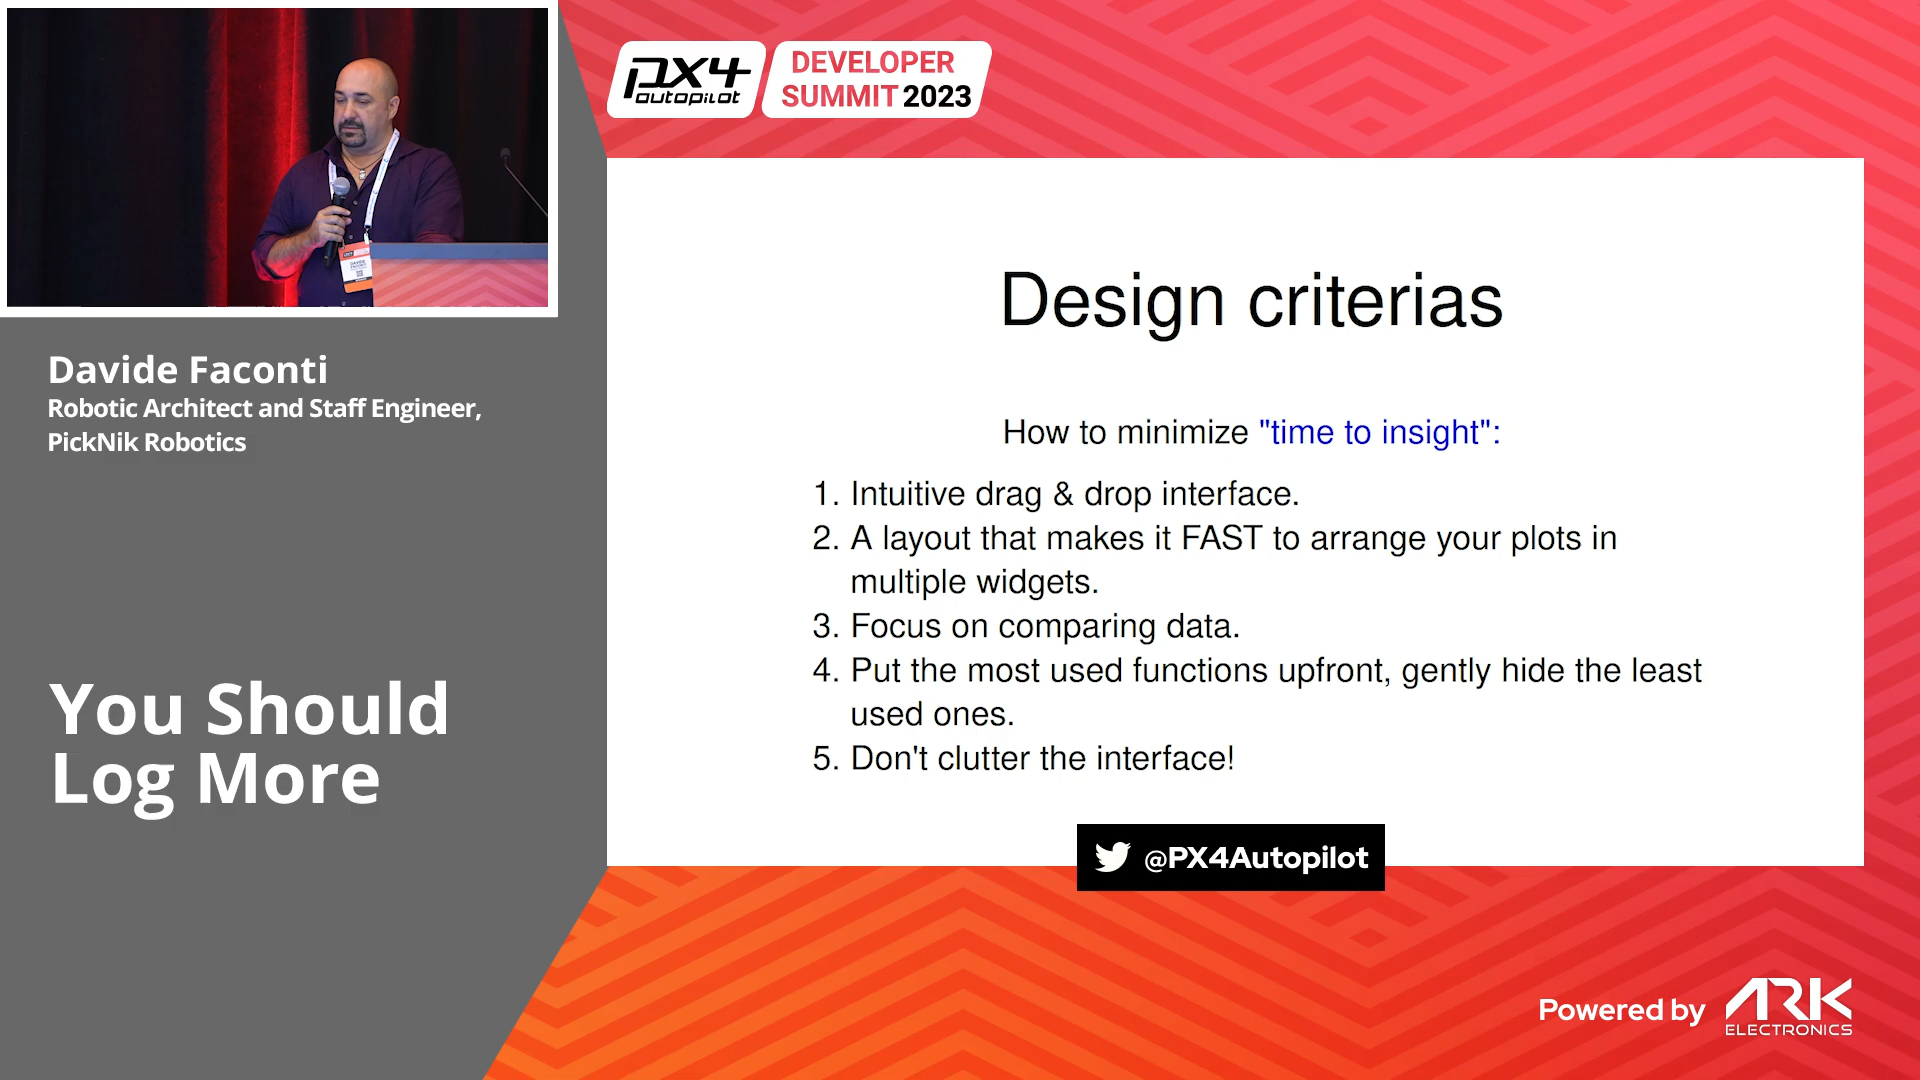 PX4
autopilot
DEVELOPER
SUMMIT 2023
Davide Faconti
Robotic Architect and Staff Engineer,
PickNik Robotics
You Should
Log More
Design criterias
How to minimize "time to insight":
1. Intuitive drag & drop interface.
2. A layout that makes it FAST to arrange your plots in
multiple widgets.
3. Focus on comparing data.
4. Put the most used functions upfront, gently hide the least
used ones.
5. Don't clutter the interface!
@PX4Autopilot
Powered by
ARK
ELECTRONICS
DAVIDE
FACONTI